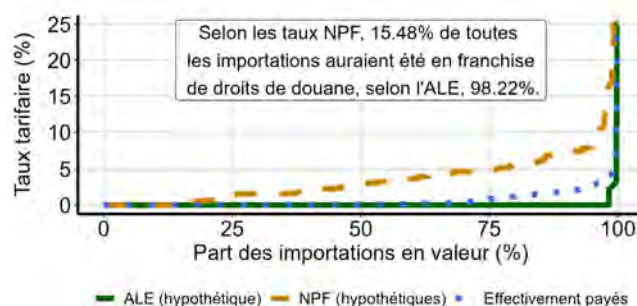 Selon les taux NPF, 15.48% de toutes
les importations auraient été en franchise
de droits de douane, selon l'ALE, 98.22%.
Taux tarifaire (%)
25
20
15
10
5
0
0
25
50
75
100
Part des importations en valeur (%)
ALE (hypothétique)
NPF (hypothétiques)
Effectivement payés